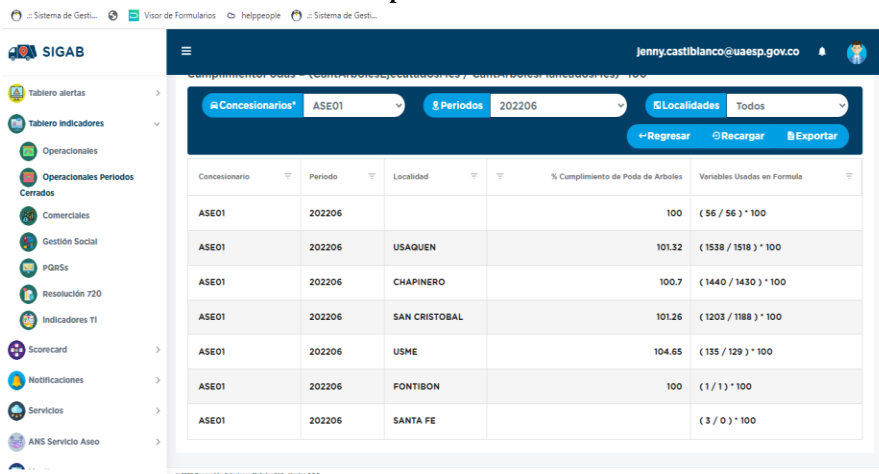 .:: Sistema de Gesti... Visor de Formularios helppeople .:: Sistema de Gesti...
SIGAB
jenny.castiblanco@uaesp.gov.co
Concesionarios* ASE01 Periodos 202206 Localidades Todos
Regresar Recargar Exportar
Tablero alertas
Tablero Indicadores
Operacionales
Operacionales Periodos
Cerrados
Comerciales
Gestión Social
PQRSs
Resolución 720
Indicadores TI
Scorecard
Notificaciones
Servicios
ANS Servicio Aseo
Concesionario Periodo Localidad % Cumplimiento de Poda de Arboles Variables Usadas en Formula
ASE01 202206 100 ( 56 / 56 ) * 100
ASE01 202206 USAQUEN 101.32 ( 1538 / 1518 ) * 100
ASE01 202206 CHAPINERO 100.7 ( 1440 / 1430 ) * 100
ASE01 202206 SAN CRISTOBAL 101.26 ( 1203 / 1188 ) * 100
ASE01 202206 USME 104.65 ( 135 / 129 ) * 100
ASE01 202206 FONTIBON 100 ( 1 / 1 ) * 100
ASE01 202206 SANTA FE ( 3 / 0 ) * 100